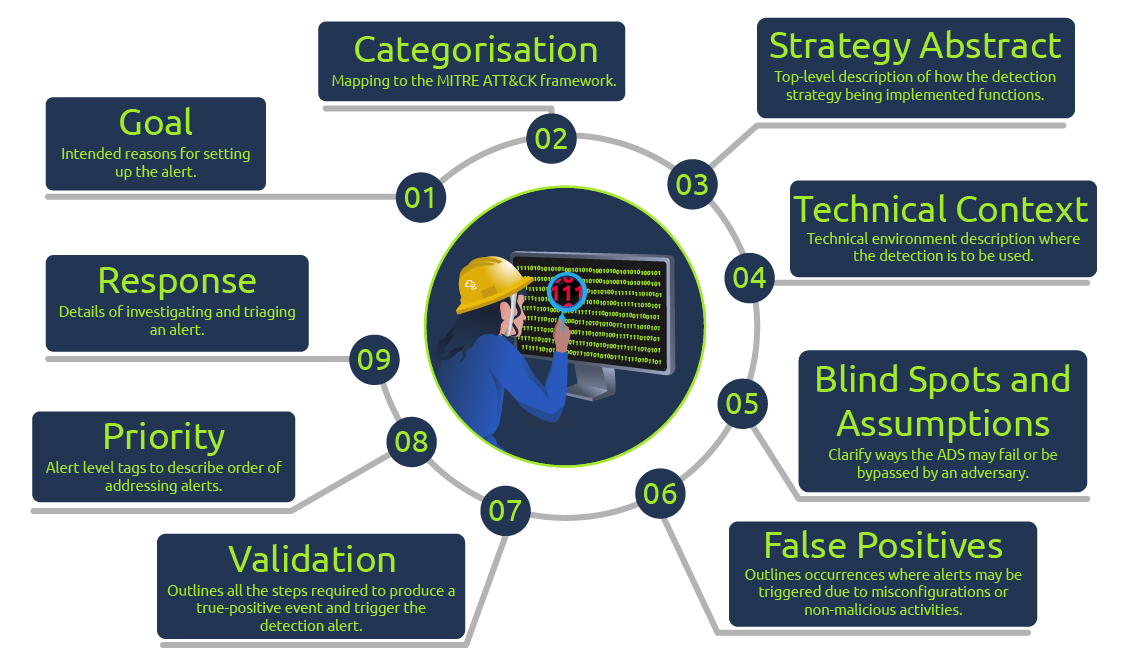 01
Goal
Intended reasons for setting
up the alert.
02
Categorisation
Mapping to the MITRE ATT&CK framework.
03
Strategy Abstract
Top-level description of how the detection
strategy being implemented functions.
04
Technical Context
Technical environment description where
the detection is to be used.
05
Blind Spots and
Assumptions
Clarify ways the ADS may fail or be
bypassed by an adversary.
06
False Positives
Outlines occurrences where alerts may be
triggered due to misconfigurations or
non-malicious activities.
07
Validation
Outlines all the steps required to produce a
true-positive event and trigger the
detection alert.
08
Priority
Alert level tags to describe order of
addressing alerts.
09
Response
Details of investigating and triaging
an alert.
111